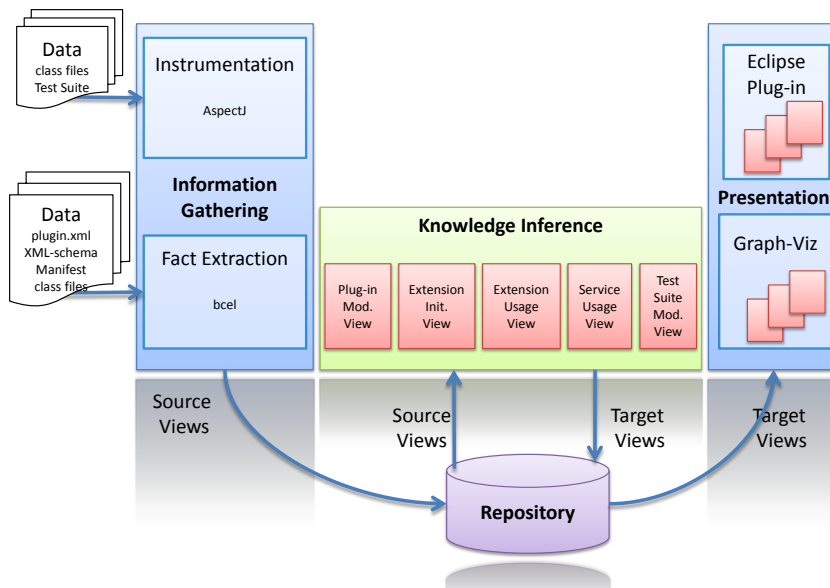 Data
class files
Test Suite
Instrumentation
AspectJ
Information
Gathering
Data
plugin.xml
XML-schema
Manifest
class files
Fact Extraction
bcel
Knowledge Inference
Plug-in
Mod.
View
Extension
Init.
View
Extension
Usage
View
Service
Usage
View
Test
Suite
Mod.
View
Eclipse
Plug-in
Presentation
Graph-Viz
Source
Views
Source
Views
Target
Views
Target
Views
Repository